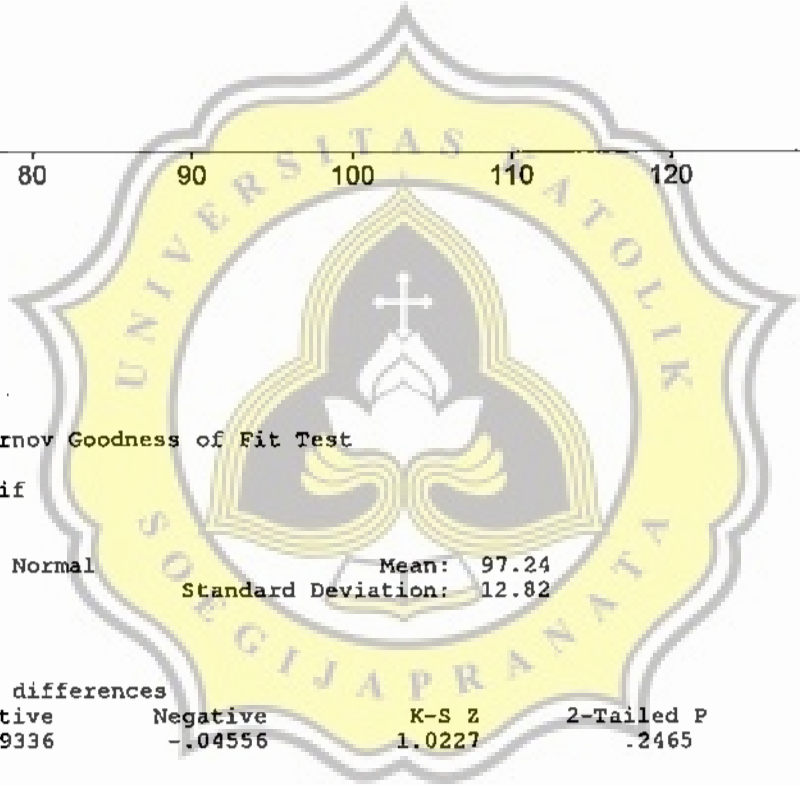 80 90 100 110 120
UNIVERSITAS KATOLIK
SOEGIJAPRANATA
rnov Goodness of Fit Test
if
Normal Mean: 97.24
Standard Deviation: 12.82
differences
tive Negative K-S Z 2-Tailed P
9336 -.04556 1.0227 .2465